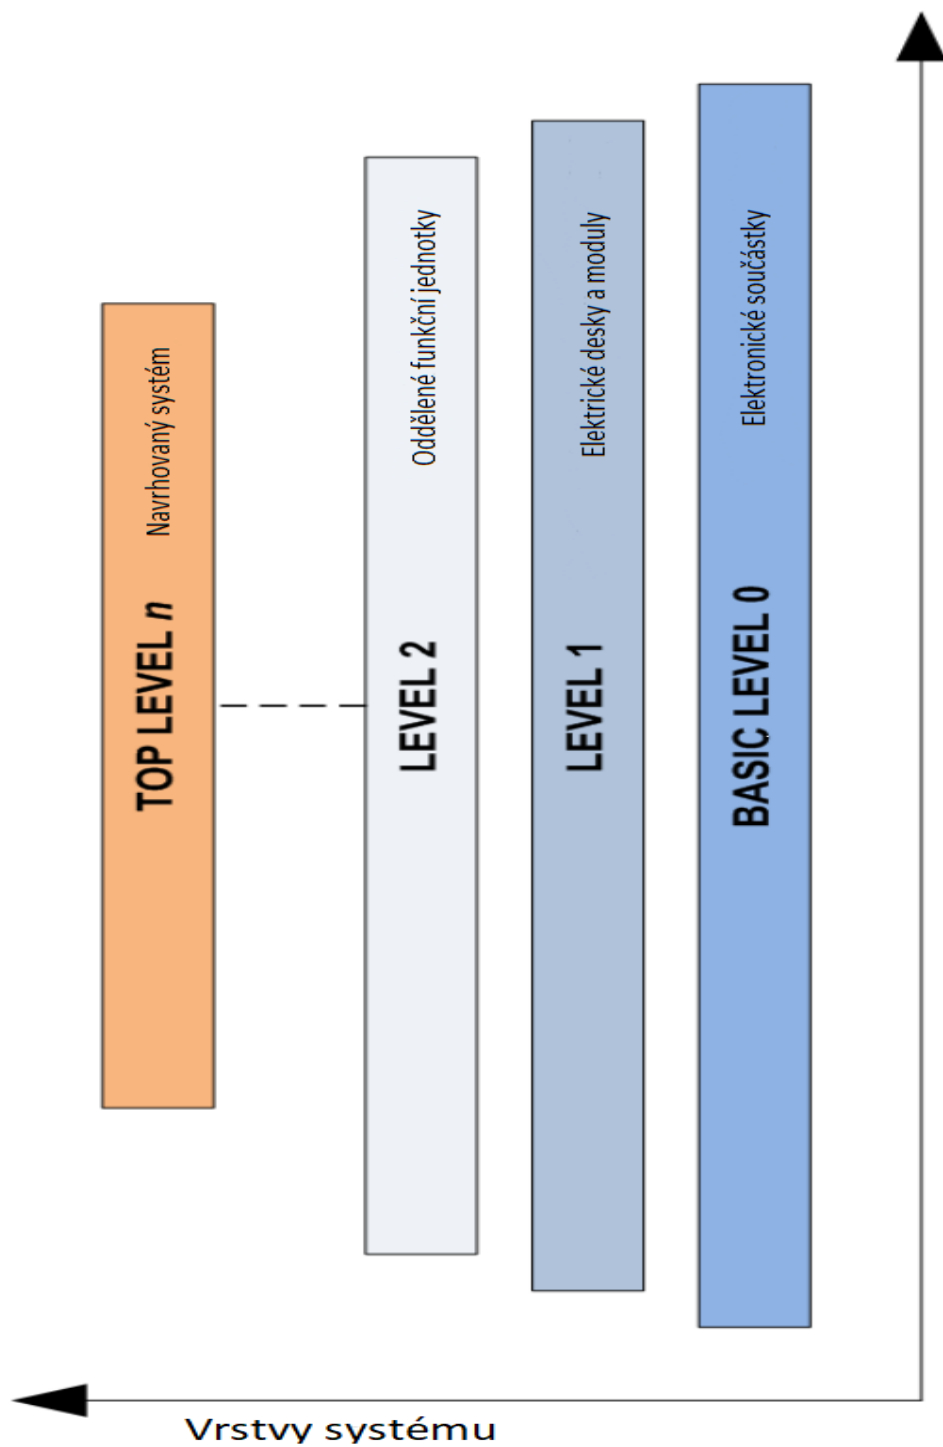 TOP LEVEL n
Navrhovaný systém
LEVEL 2
Oddělené funkční jednotky
LEVEL 1
Elektrické desky a moduly
BASIC LEVEL 0
Elektronické součástky
Vrstvy systému